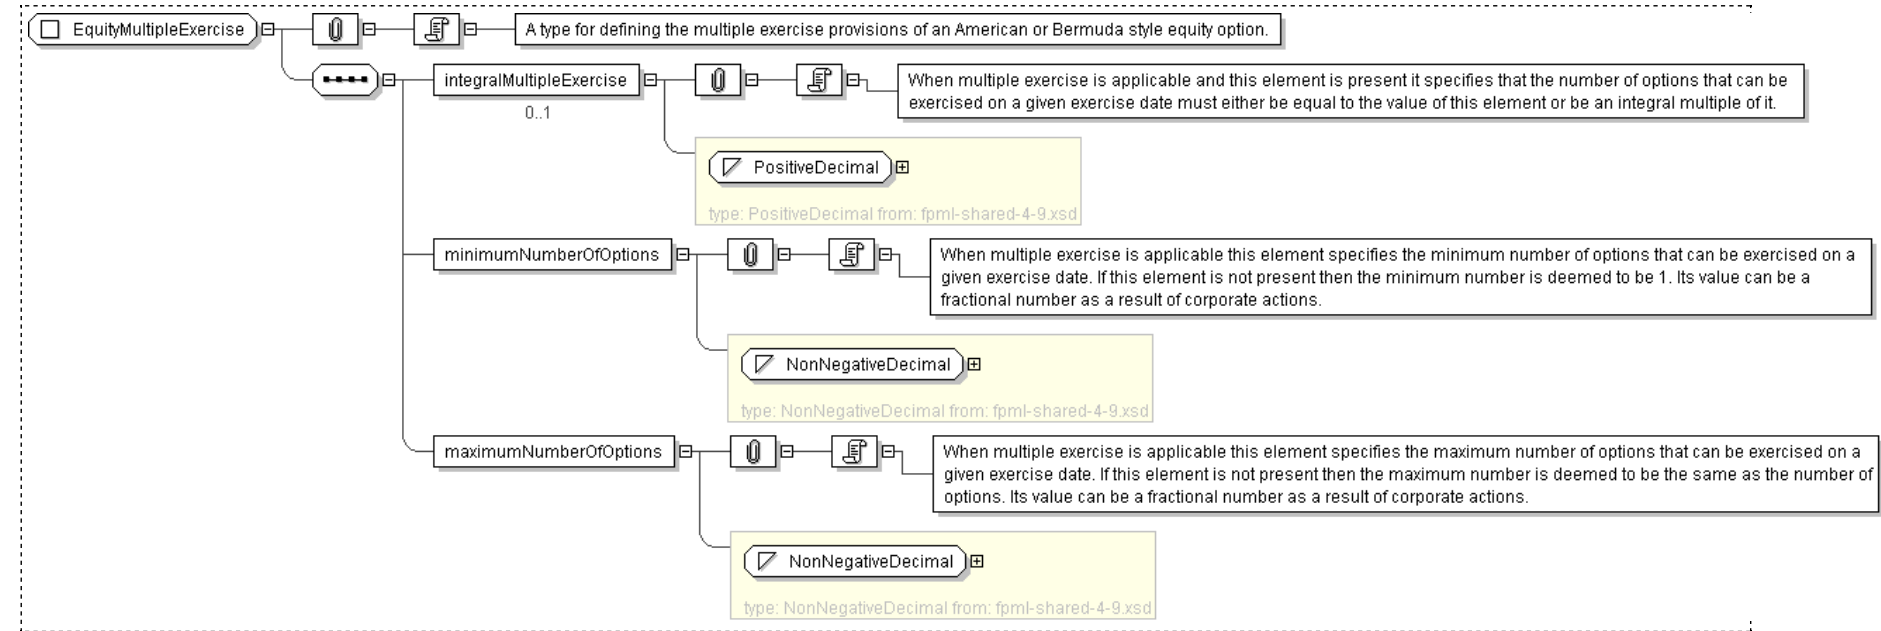 EquityMultipleExercise
A type for defining the multiple exercise provisions of an American or Bermuda style equity option.
integralMultipleExercise
0..1
When multiple exercise is applicable and this element is present it specifies that the number of options that can be
exercised on a given exercise date must either be equal to the value of this element or be an integral multiple of it.
PositiveDecimal
type: PositiveDecimal from: fpml-shared-4-9.xsd
minimumNumberOfOptions
When multiple exercise is applicable this element specifies the minimum number of options that can be exercised on a
given exercise date. If this element is not present then the minimum number is deemed to be 1. Its value can be a
fractional number as a result of corporate actions.
NonNegativeDecimal
type: NonNegativeDecimal from: fpml-shared-4-9.xsd
maximumNumberOfOptions
When multiple exercise is applicable this element specifies the maximum number of options that can be exercised on a
given exercise date. If this element is not present then the maximum number is deemed to be the same as the number of
options. Its value can be a fractional number as a result of corporate actions.
NonNegativeDecimal
type: NonNegativeDecimal from: fpml-shared-4-9.xsd